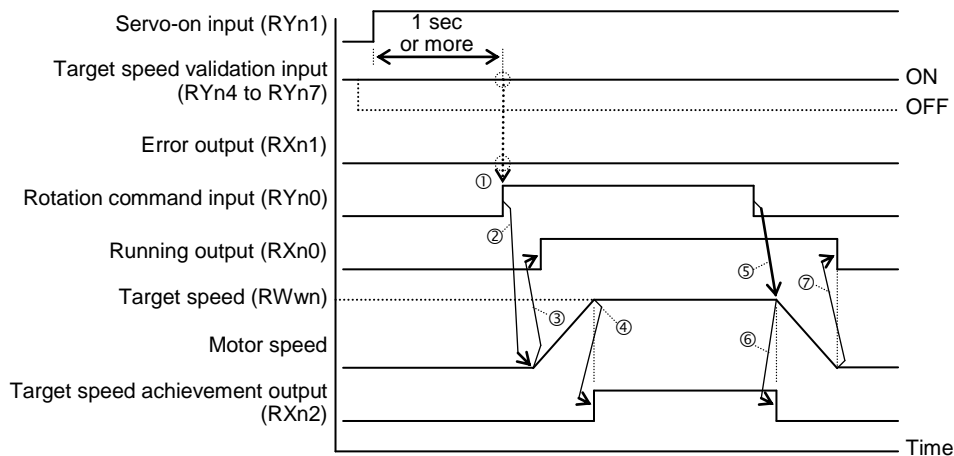 Servo-on input (RYn1)
1 sec
or more
Target speed validation input
(RYn4 to RYn7)
ON
OFF
Error output (RXn1)
①
Rotation command input (RYn0)
②
Running output (RXn0)
⑤
⑦
Target speed (RWwn)
③
④
⑥
Motor speed
Target speed achievement output
(RXn2)
Time